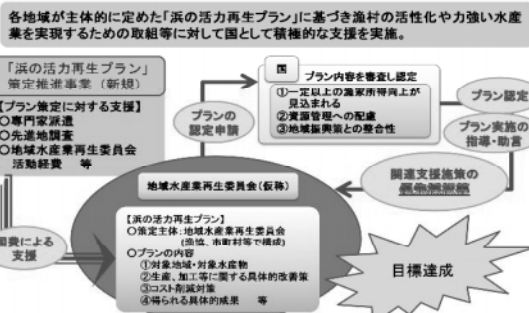 各地域が主体的に定めた「浜の活力再生プラン」に基づき漁村の活性化や力強い水産
業を実現するための取組等に対して国として積極的な支援を実施。
「浜の活力再生プラン」
策定推進事業(新規)
【プラン策定に対する支援】
○専門家派遣
○先進地調査
○地域水産業再生委員会
活動経費 等
プランの
認定申請
国
プラン内容を審査し認定
①一定以上の漁家所得向上が
見込まれる
②資源管理への配慮
③地域振興策との整合性
プラン認定
プラン実施の
指導・助言
関連支援施策の
地域水産業再生委員会(仮称)
【浜の活力再生プラン】
○策定主体:地域水産業再生委員会
(漁協、市町村等で構成)
○プランの内容
①対象地域・対象水産物
②生産、加工等に関する具体的改善策
③コスト削減対策
④得られる具体的成果 等
国費による
支援
目標達成